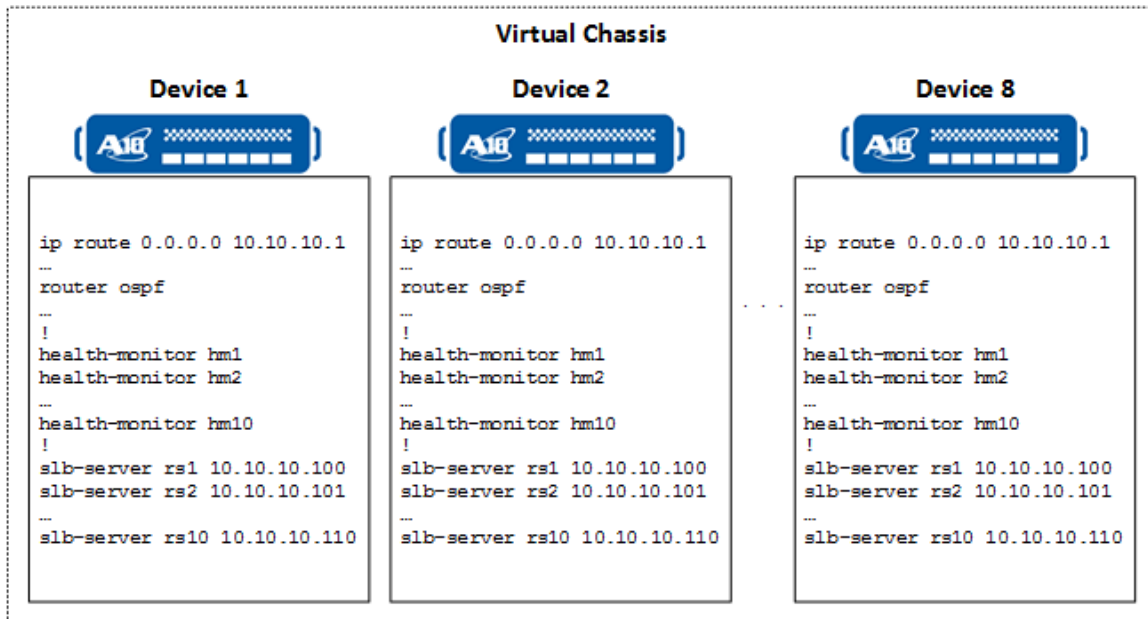 Virtual Chassis
Device 1
A10
ip route 0.0.0.0 10.10.10.1
…
router ospf
…
!
health-monitor hm1
health-monitor hm2
…
health-monitor hm10
!
slb-server rs1 10.10.10.100
slb-server rs2 10.10.10.101
…
slb-server rs10 10.10.10.110
Device 2
A10
ip route 0.0.0.0 10.10.10.1
…
router ospf
…
!
health-monitor hm1
health-monitor hm2
…
health-monitor hm10
!
slb-server rs1 10.10.10.100
slb-server rs2 10.10.10.101
…
slb-server rs10 10.10.10.110
. . .
Device 8
A10
ip route 0.0.0.0 10.10.10.1
…
router ospf
…
!
health-monitor hm1
health-monitor hm2
…
health-monitor hm10
!
slb-server rs1 10.10.10.100
slb-server rs2 10.10.10.101
…
slb-server rs10 10.10.10.110